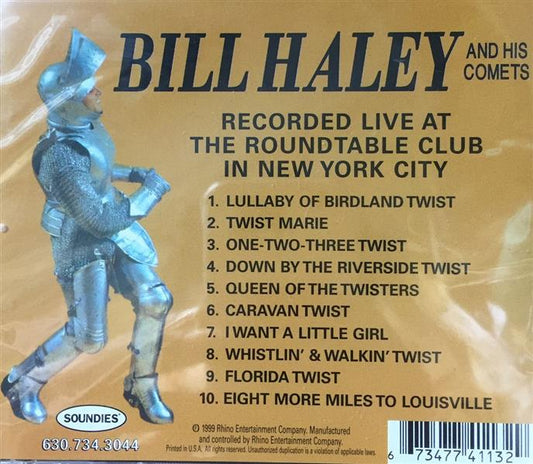 BILL HALEY AND HIS
COMETS
RECORDED LIVE AT
THE ROUNDTABLE CLUB
IN NEW YORK CITY
1. LULLABY OF BIRDLAND TWIST
2. TWIST MARIE
3. ONE-TWO-THREE TWIST
4. DOWN BY THE RIVERSIDE TWIST
5. QUEEN OF THE TWISTERS
6. CARAVAN TWIST
7. I WANT A LITTLE GIRL
8. WHISTLIN' & WALKIN' TWIST
9. FLORIDA TWIST
10. EIGHT MORE MILES TO LOUISVILLE
SOUNDIES
630.734.3044
© 1999 Rhino Entertainment Company. Manufactured
and controlled by Rhino Entertainment Company.
Printed in U.S.A. All rights reserved. Unauthorized duplication is a violation of applicable laws.
6 73477 41132